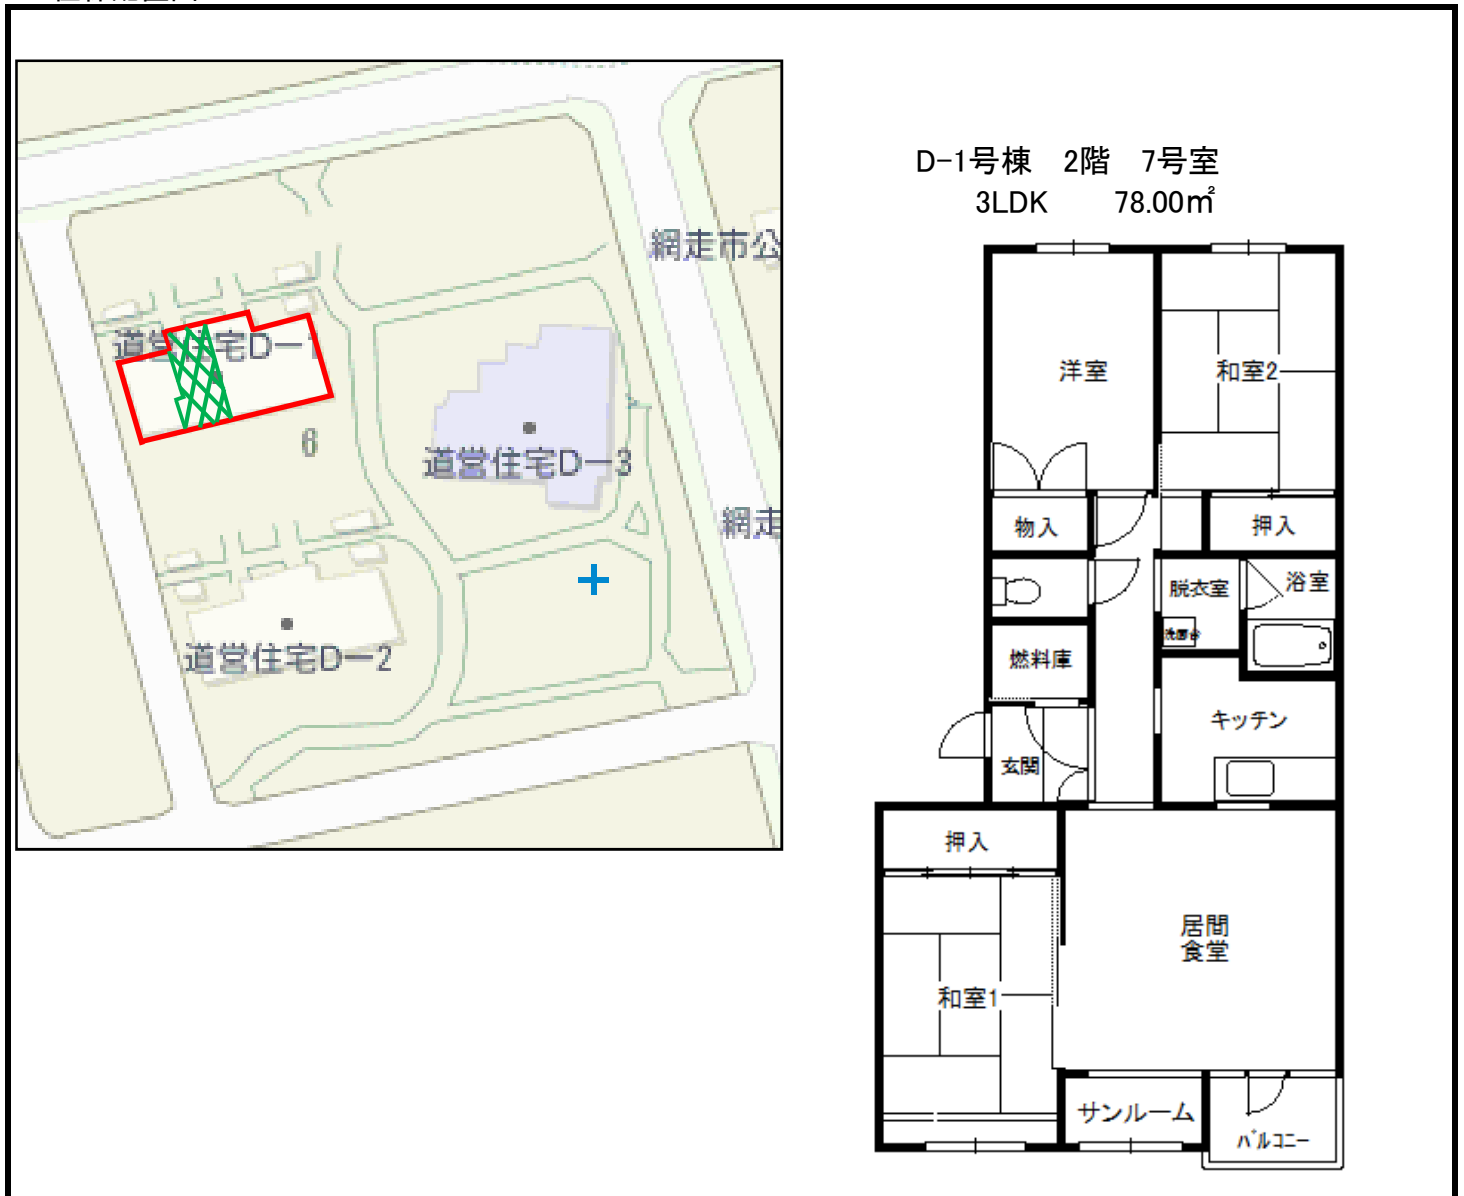 D-1号棟　2階　7号室
3LDK　78.00㎡
網走市公
道営住宅D-1
6
道営住宅D-3
網走
道営住宅D-2
洋室
和室2
物入
押入
脱衣室
浴室
洗面台
燃料庫
キッチン
玄関
押入
居間
食堂
和室1
サンルーム
バルコニー